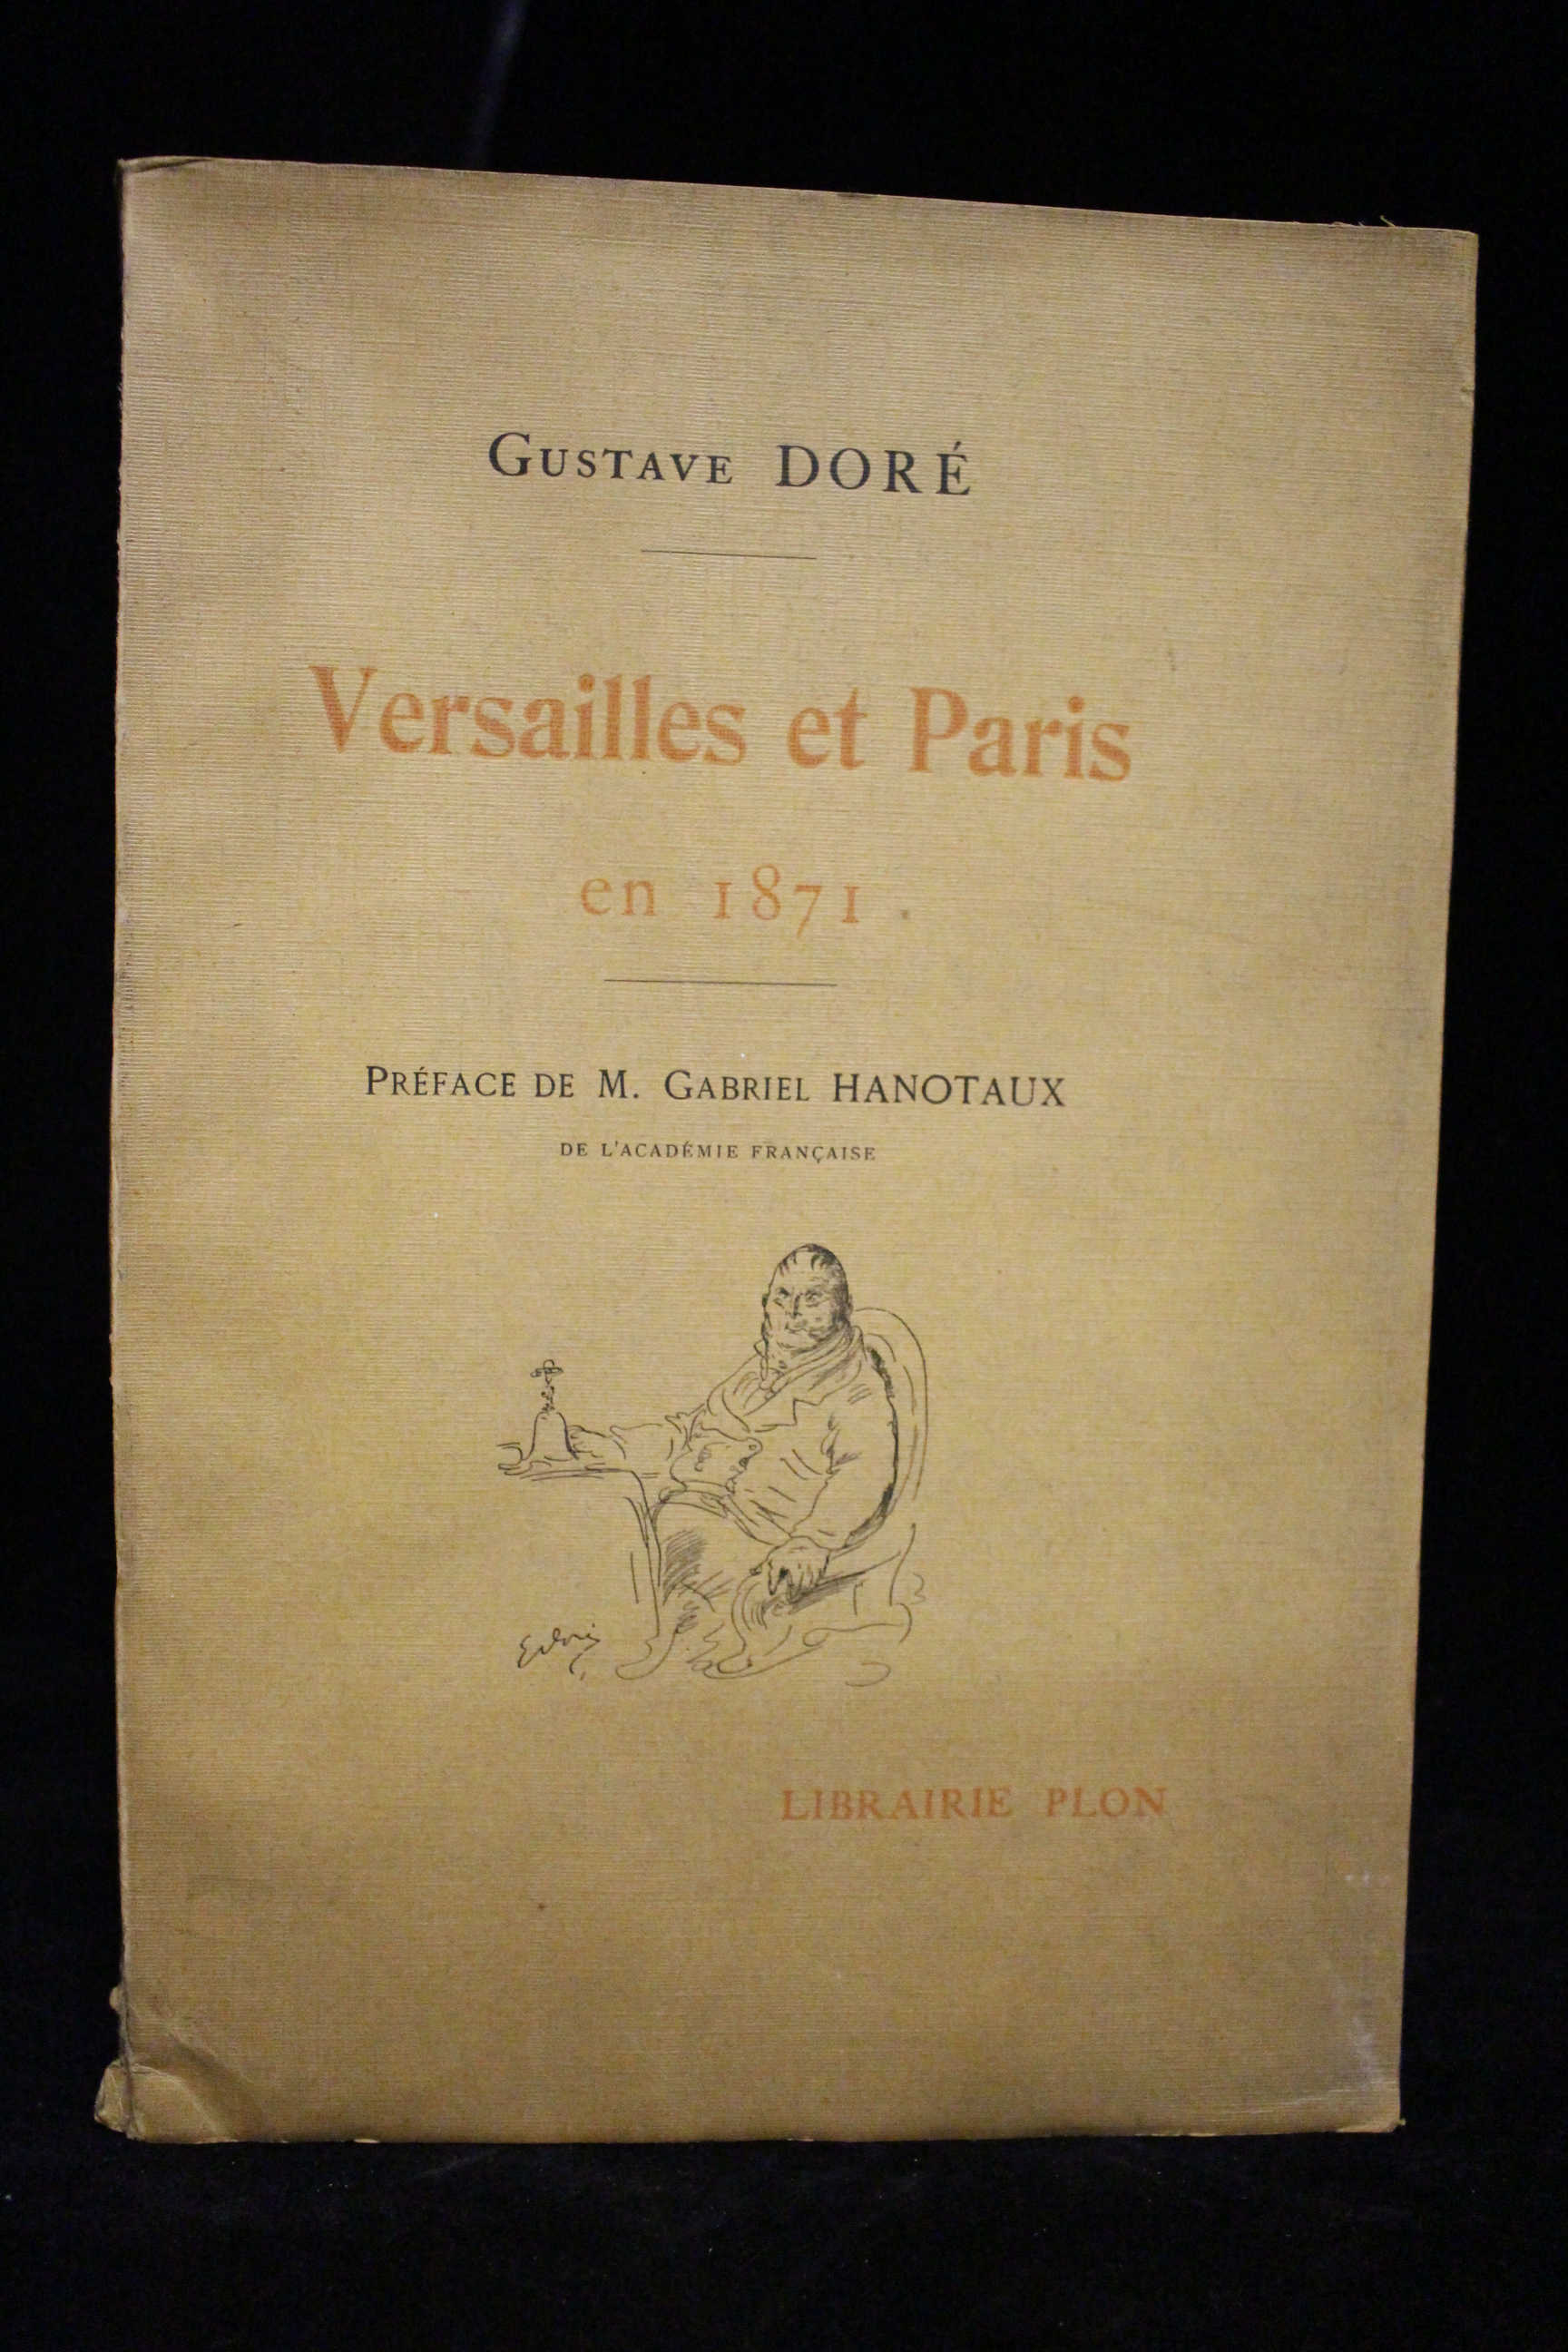 GUSTAVE DORÉ
Versailles et Paris
en 1871
PRÉFACE DE M. GABRIEL HANOTAUX
DE L'ACADÉMIE FRANÇAISE
LIBRAIRIE PLON